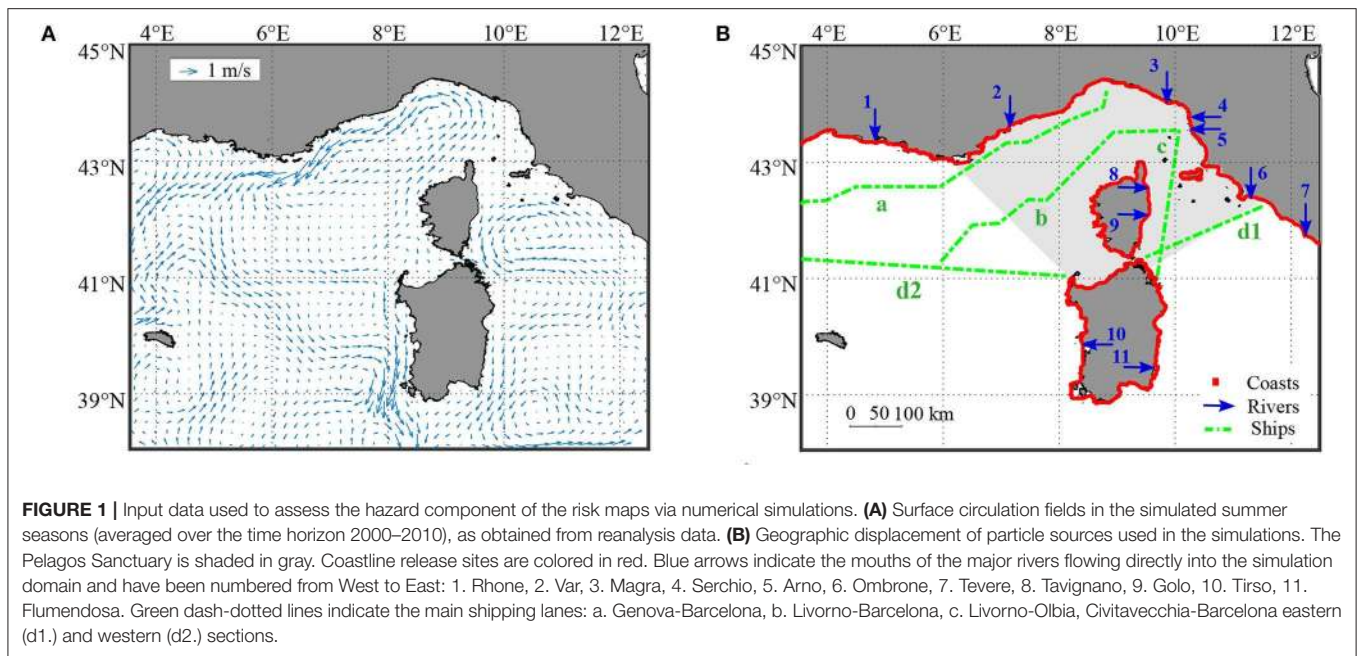 A
4°E 6°E 8°E 10°E
45°N
43°N
41°N
39°N
1 m/s
B
4°E 6°E 8°E 10°E 12°E
45°N
43°N
41°N
39°N
1
2
3
4
5
6
7
8
9
10
11
a
b
c
d1
d2
0 50 100 km
Coasts
Rivers
Ships
FIGURE 1 | Input data used to assess the hazard component of the risk maps via numerical simulations. (A) Surface circulation fields in the simulated summer
seasons (averaged over the time horizon 2000–2010), as obtained from reanalysis data. (B) Geographic displacement of particle sources used in the simulations. The
Pelagos Sanctuary is shaded in gray. Coastline release sites are colored in red. Blue arrows indicate the mouths of the major rivers flowing directly into the simulation
domain and have been numbered from West to East: 1. Rhone, 2. Var, 3. Magra, 4. Serchio, 5. Arno, 6. Ombrone, 7. Tevere, 8. Tavignano, 9. Golo, 10. Tirso, 11.
Flumendosa. Green dash-dotted lines indicate the main shipping lanes: a. Genova-Barcelona, b. Livorno-Barcelona, c. Livorno-Olbia, Civitavecchia-Barcelona eastern
(d1.) and western (d2.) sections.